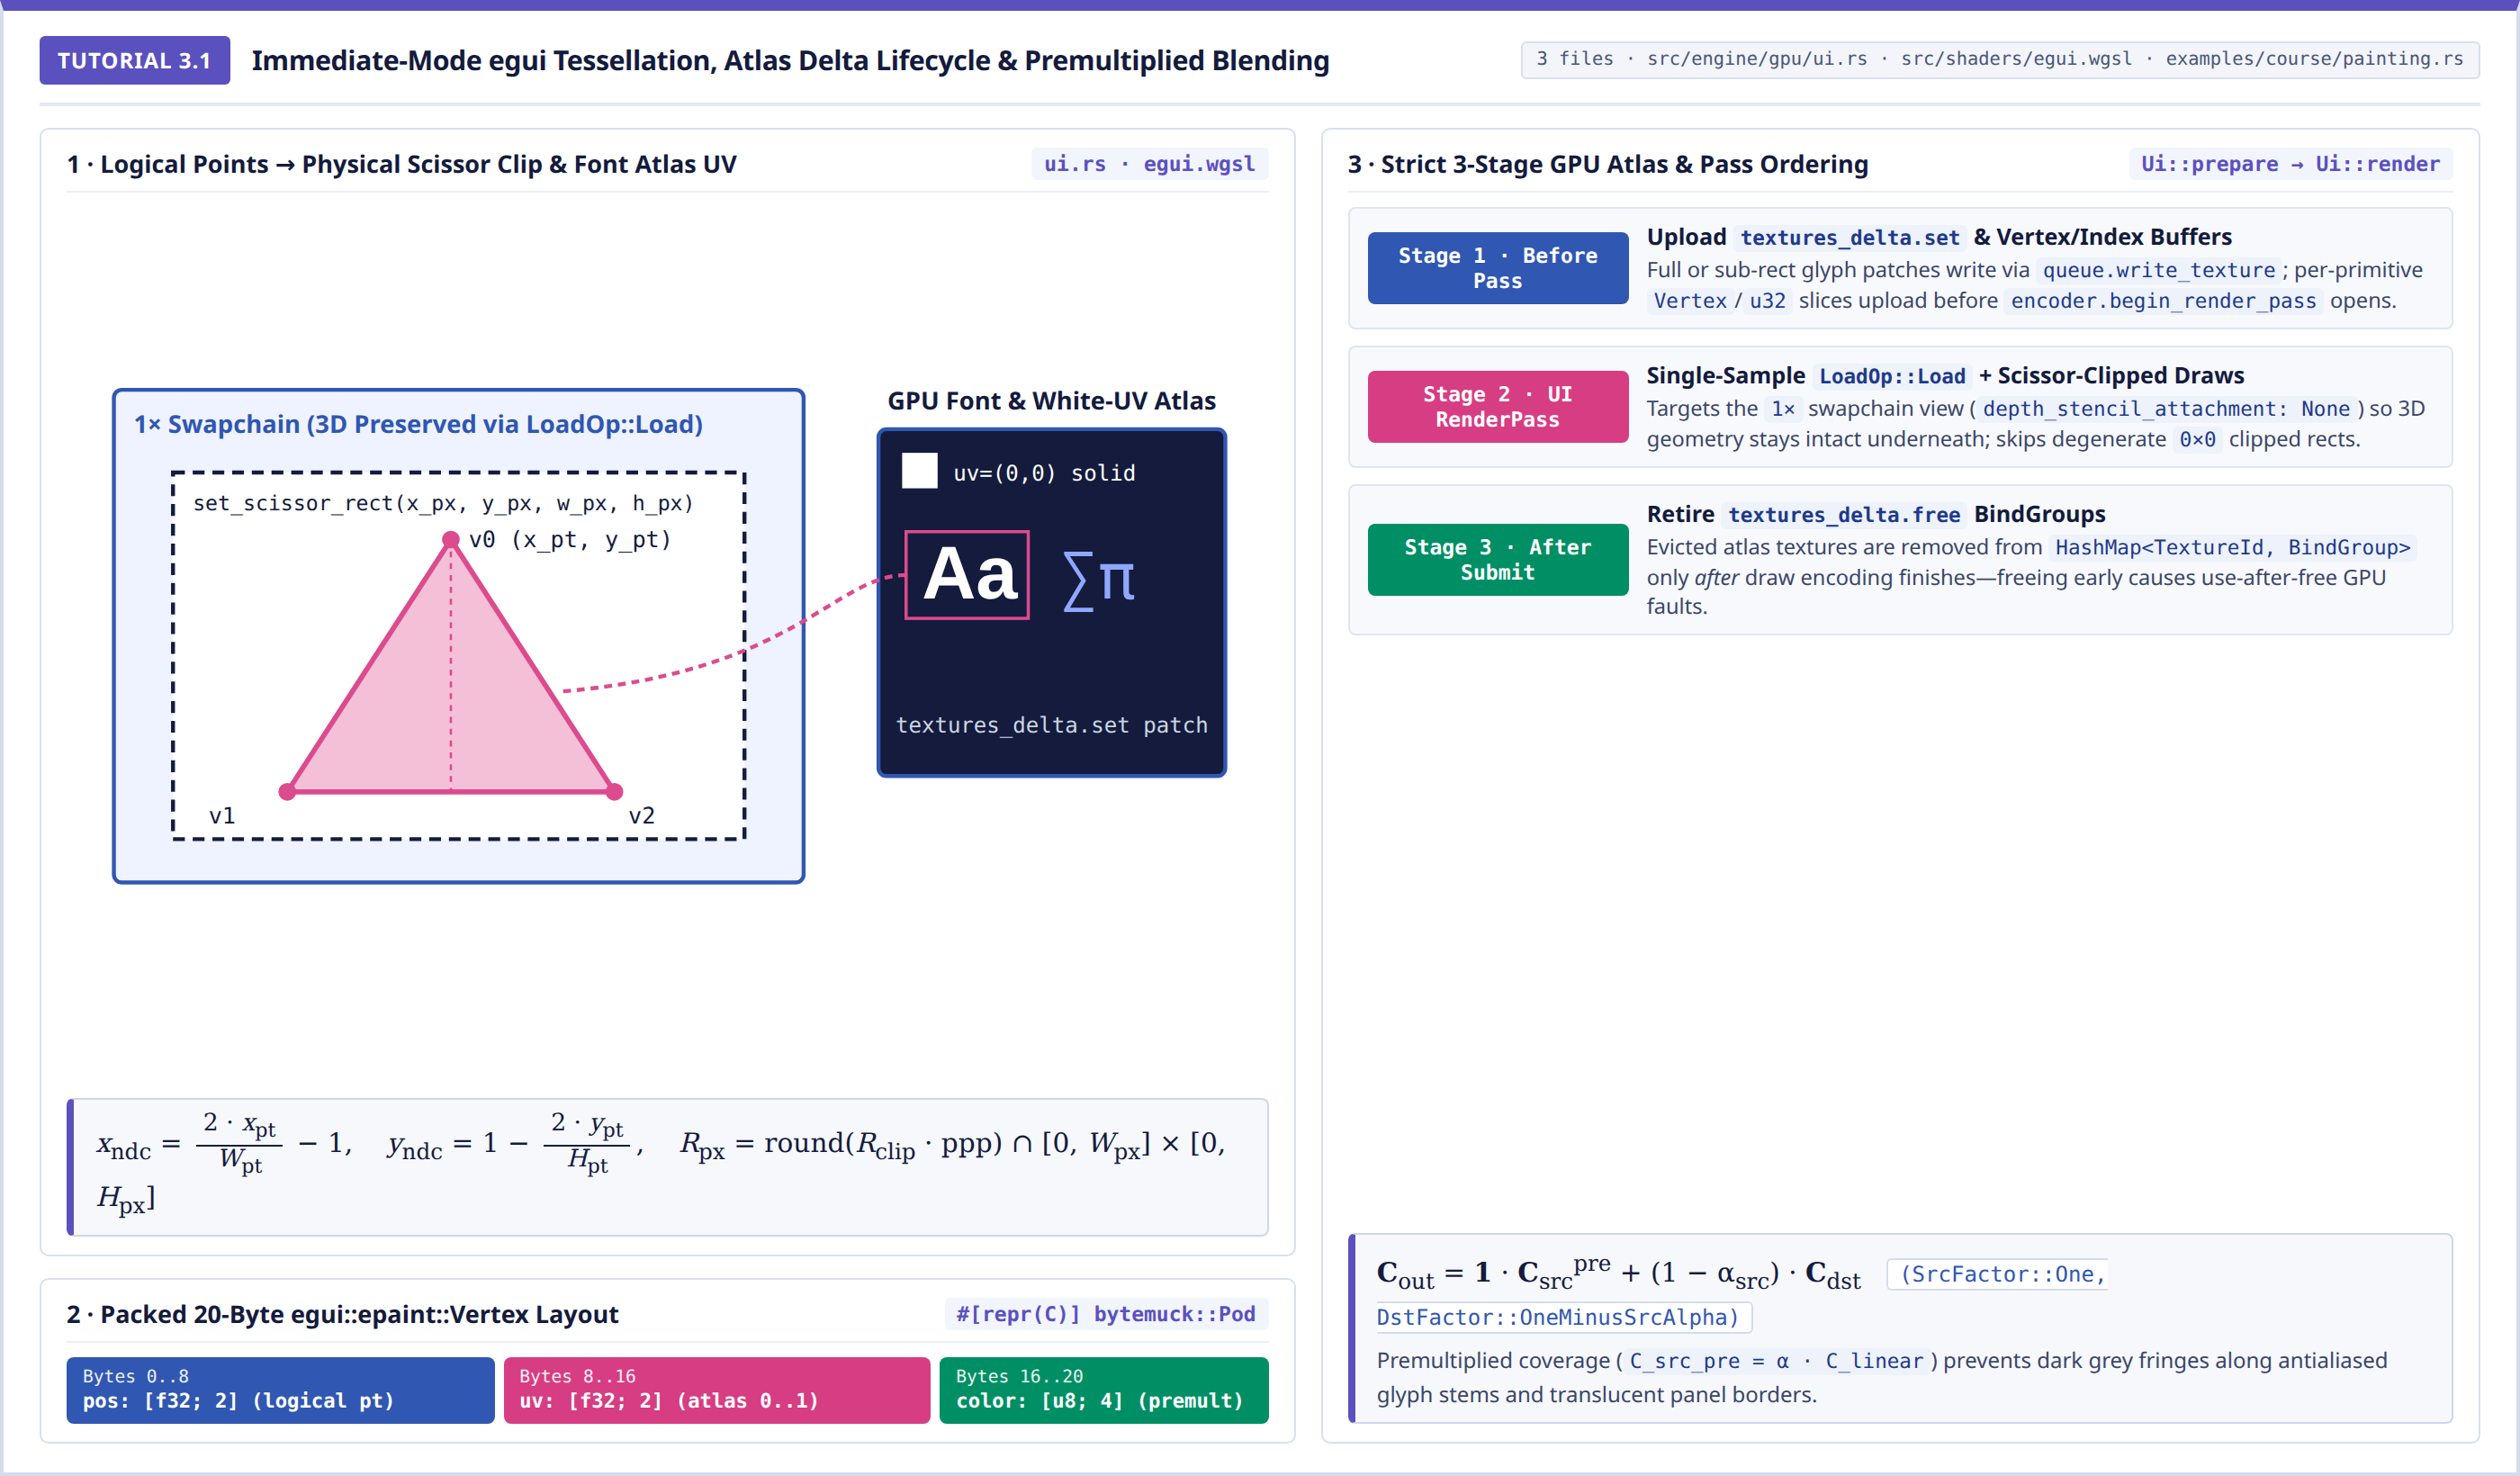 TUTORIAL 3.1
Immediate-Mode egui Tessellation, Atlas Delta Lifecycle & Premultiplied Blending
3 files · src/engine/gpu/ui.rs · src/shaders/egui.wgsl · examples/course/painting.rs
1 · Logical Points → Physical Scissor Clip & Font Atlas UV
ui.rs · egui.wgsl
1× Swapchain (3D Preserved via LoadOp::Load)
set_scissor_rect(x_px, y_px, w_px, h_px)
v0 (x_pt, y_pt)
v1
v2
GPU Font & White-UV Atlas
uv=(0,0) solid
Aa ∑π
textures_delta.set patch
x_ndc = 2 · x_pt / W_pt − 1, y_ndc = 1 − 2 · y_pt / H_pt, R_px = round(R_clip · ppp) ∩ [0, W_px] × [0,
H_px]
2 · Packed 20-Byte egui::epaint::Vertex Layout
#[repr(C)] bytemuck::Pod
Bytes 0..8
pos: [f32; 2] (logical pt)
Bytes 8..16
uv: [f32; 2] (atlas 0..1)
Bytes 16..20
color: [u8; 4] (premult)
3 · Strict 3-Stage GPU Atlas & Pass Ordering
Ui::prepare → Ui::render
Stage 1 · Before
Pass
Upload textures_delta.set & Vertex/Index Buffers
Full or sub-rect glyph patches write via queue.write_texture; per-primitive
Vertex/u32 slices upload before encoder.begin_render_pass opens.
Stage 2 · UI
RenderPass
Single-Sample LoadOp::Load + Scissor-Clipped Draws
Targets the 1× swapchain view (depth_stencil_attachment: None) so 3D
geometry stays intact underneath; skips degenerate 0×0 clipped rects.
Stage 3 · After
Submit
Retire textures_delta.free BindGroups
Evicted atlas textures are removed from HashMap<TextureId, BindGroup>
only after draw encoding finishes—freeing early causes use-after-free GPU
faults.
C_out = 1 · C_src^pre + (1 − α_src) · C_dst (SrcFactor::One,
DstFactor::OneMinusSrcAlpha)
Premultiplied coverage (C_src_pre = α · C_linear) prevents dark grey fringes along antialiased
glyph stems and translucent panel borders.